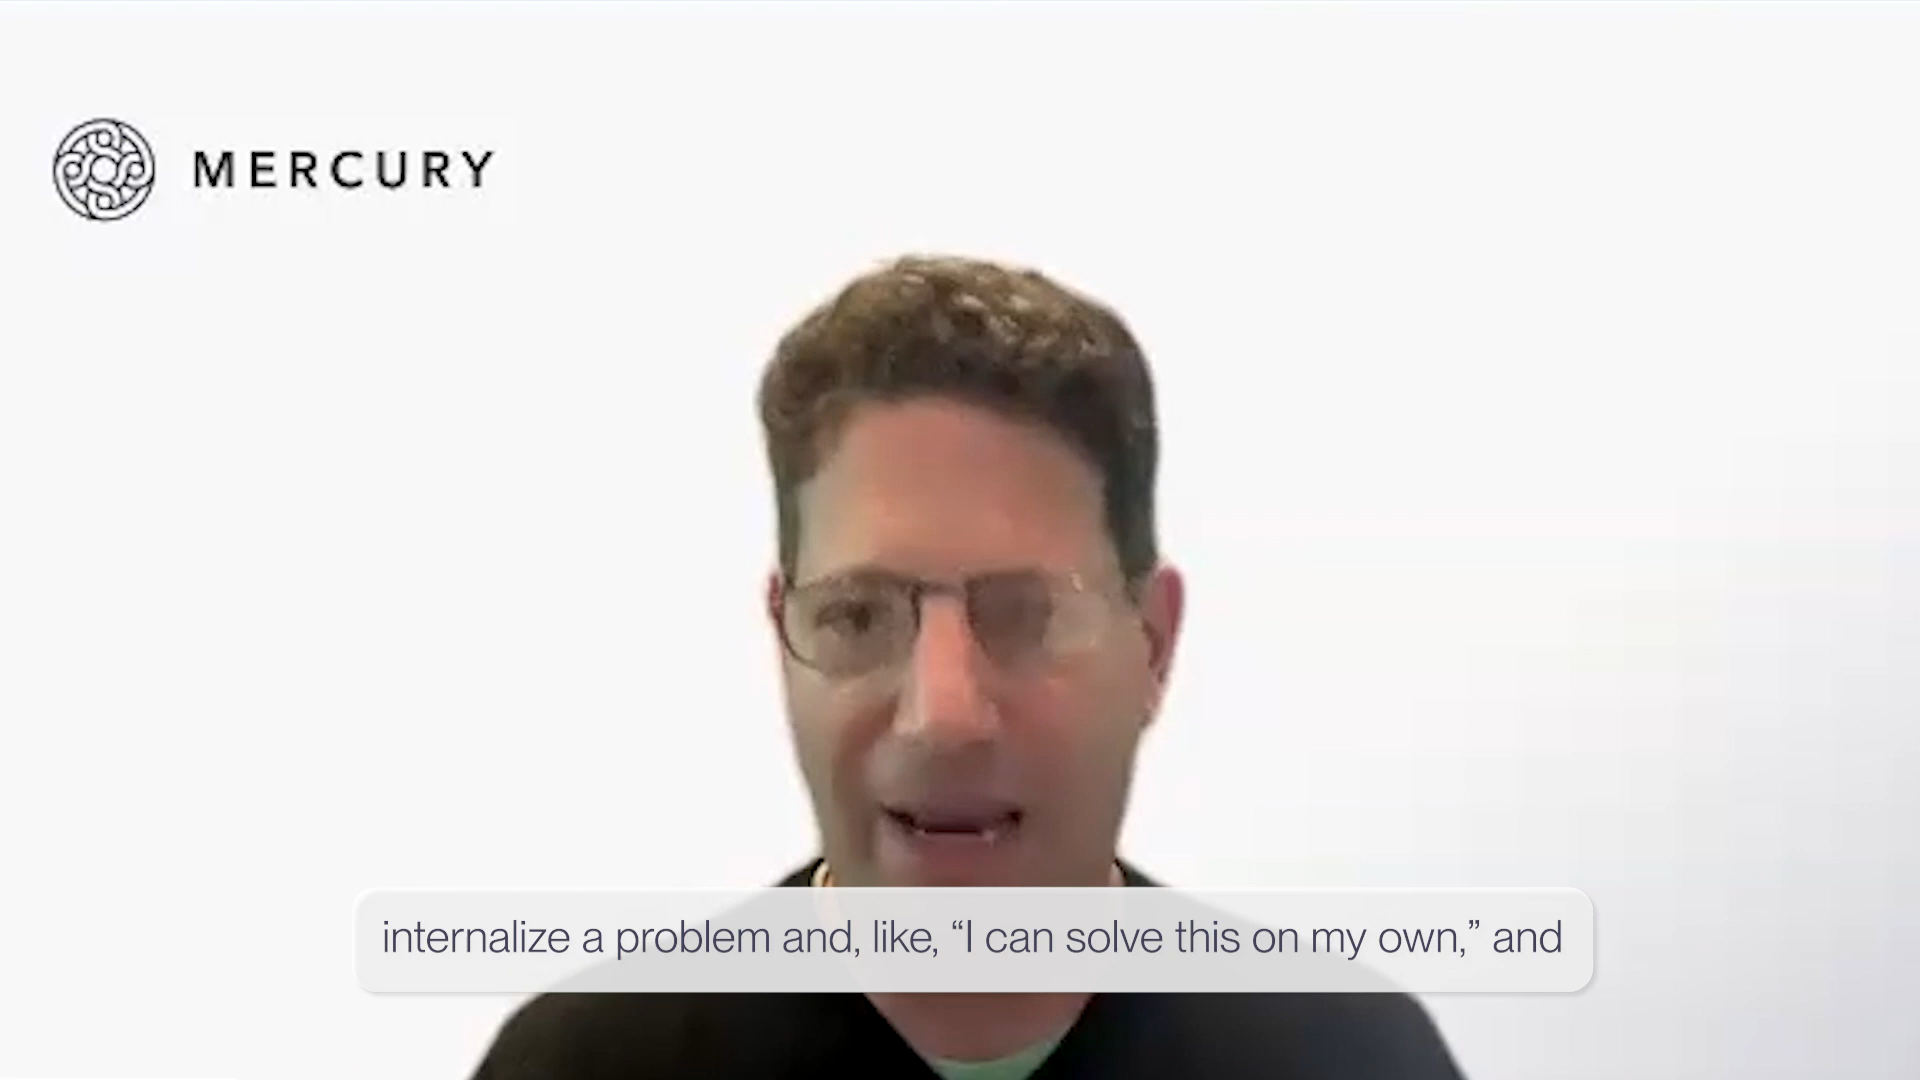 MERCURY
internalize a problem and, like, “I can solve this on my own,” and